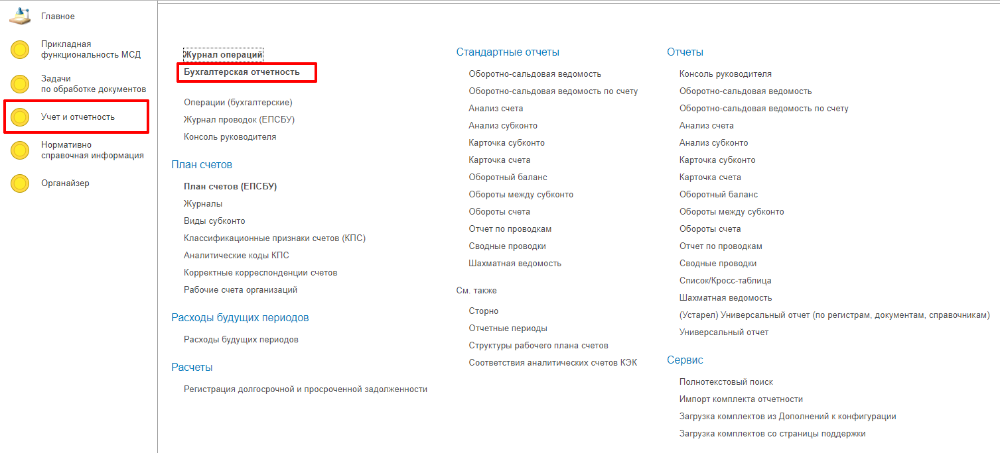 Главное
Прикладная
функциональность МСД
Задачи
по обработке документов
Учет и отчетность
Нормативно
справочная информация
Органайзер
Журнал операций
Бухгалтерская отчетность
Операции (бухгалтерские)
Журнал проводок (ЕПСБУ)
Консоль руководителя
План счетов
План счетов (ЕПСБУ)
Журналы
Виды субконто
Классификационные признаки счетов (КПС)
Аналитические коды КПС
Корректные корреспонденции счетов
Рабочие счета организаций
Расходы будущих периодов
Расходы будущих периодов
Расчеты
Регистрация долгосрочной и просроченной задолженности
Стандартные отчеты
Оборотно-сальдовая ведомость
Оборотно-сальдовая ведомость по счету
Анализ счета
Анализ субконто
Карточка субконто
Карточка счета
Оборотный баланс
Обороты между субконто
Обороты счета
Отчет по проводкам
Сводные проводки
Шахматная ведомость
См. также
Сторно
Отчетные периоды
Структуры рабочего плана счетов
Соответствия аналитических счетов КЭК
Отчеты
Консоль руководителя
Оборотно-сальдовая ведомость
Оборотно-сальдовая ведомость по счету
Анализ счета
Анализ субконто
Карточка субконто
Карточка счета
Оборотный баланс
Обороты между субконто
Обороты счета
Отчет по проводкам
Сводные проводки
Список/Кросс-таблица
Шахматная ведомость
(Устарел) Универсальный отчет (по регистрам, документам, справочникам)
Универсальный отчет
Сервис
Полнотекстовый поиск
Импорт комплекта отчетности
Загрузка комплектов из Дополнений к конфигурации
Загрузка комплектов со страницы поддержки